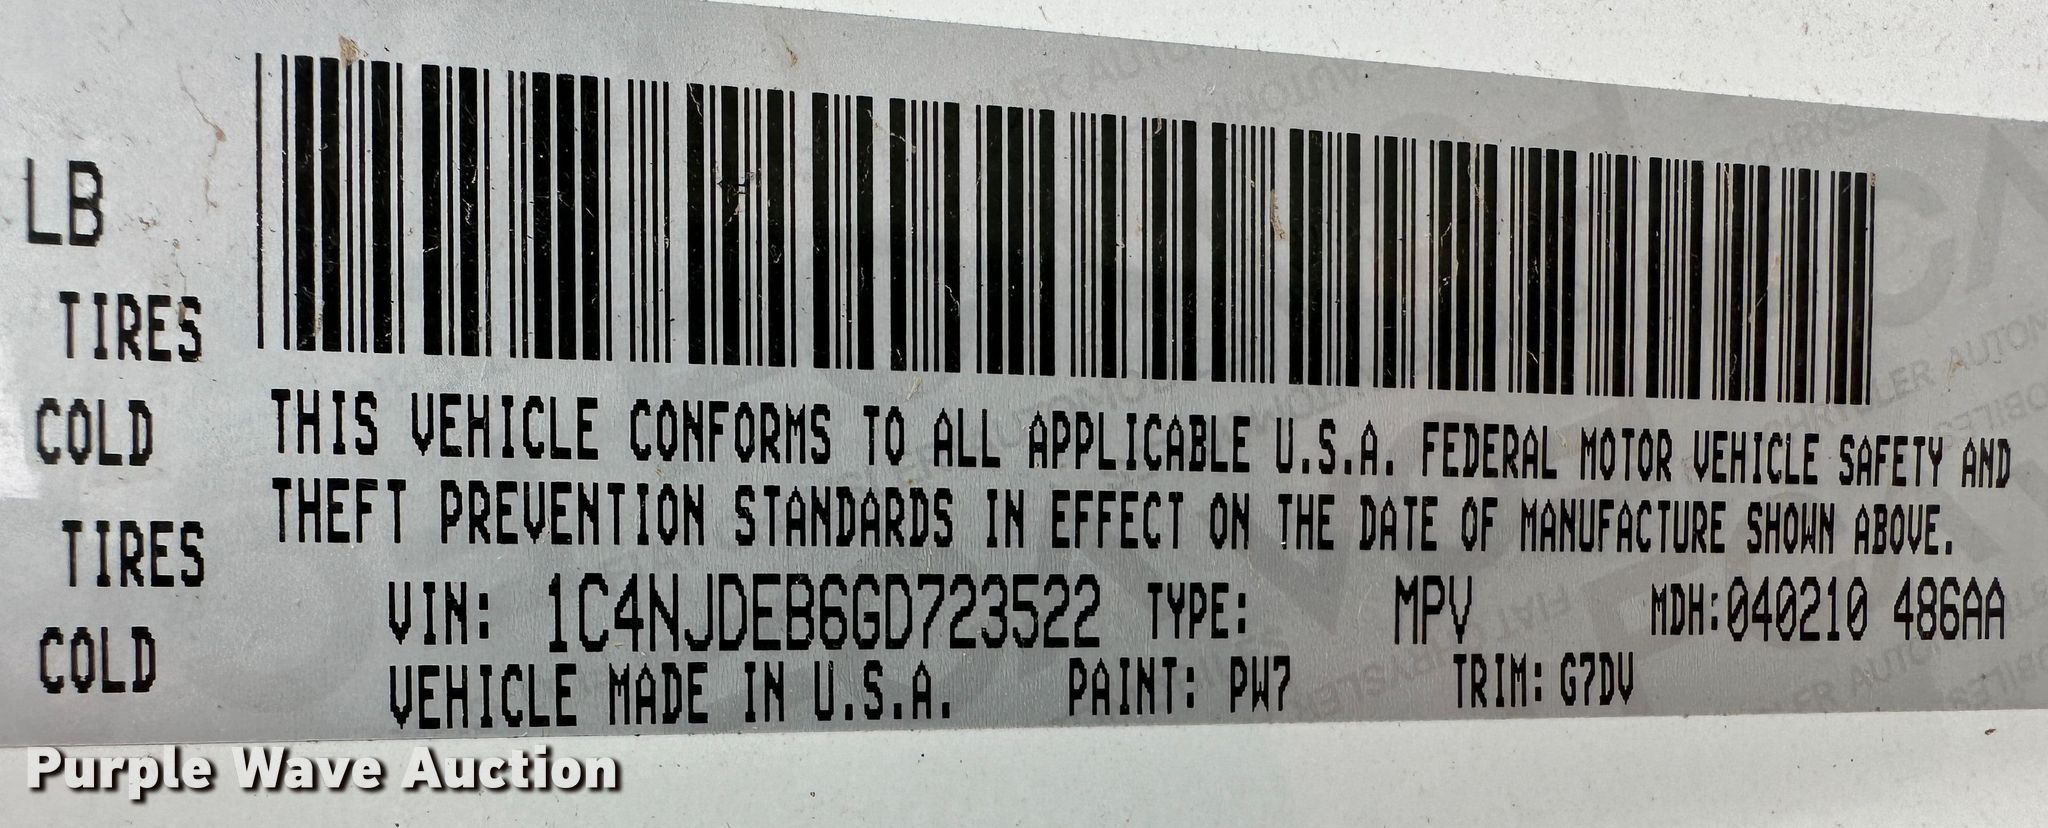 LB
TIRES
COLD
TIRES
COLD
THIS VEHICLE CONFORMS TO ALL APPLICABLE U.S.A. FEDERAL MOTOR VEHICLE SAFETY AND
THEFT PREVENTION STANDARDS IN EFFECT ON THE DATE OF MANUFACTURE SHOWN ABOVE.
VIN: 1C4NJDEB6GD723522 TYPE: MPV MDH:040210 486AA
VEHICLE MADE IN U.S.A. PAINT: PW7 TRIM: G7DV
Purple Wave Auction